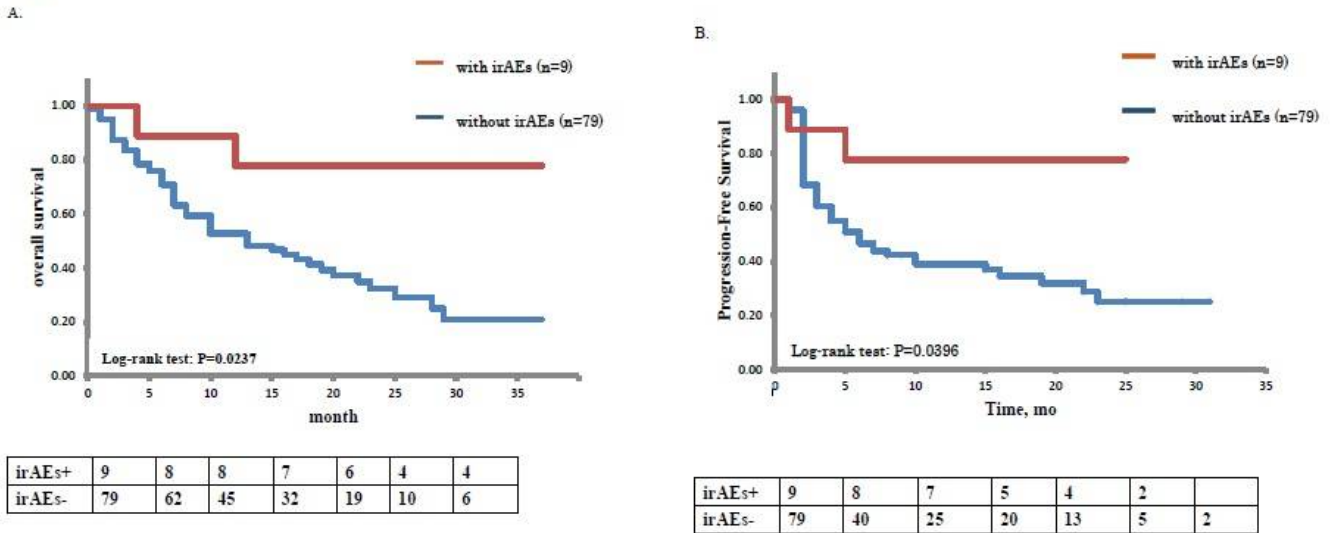 A.
with irAEs (n=9)
without irAEs (n=79)
overall survival
1.00
0.80
0.60
0.40
0.20
0.00
Log-rank test: P=0.0237
0 5 10 15 20 25 30 35
month
irAEs+ 9 8 8 7 6 4 4
irAEs- 79 62 45 32 19 10 6
B.
with irAEs (n=9)
without irAEs (n=79)
Progression-Free Survival
1.00
0.80
0.60
0.40
0.20
0.00
Log-rank test: P=0.0396
0 5 10 15 20 25 30 35
Time, mo
irAEs+ 9 8 7 5 4 2
irAEs- 79 40 25 20 13 5 2